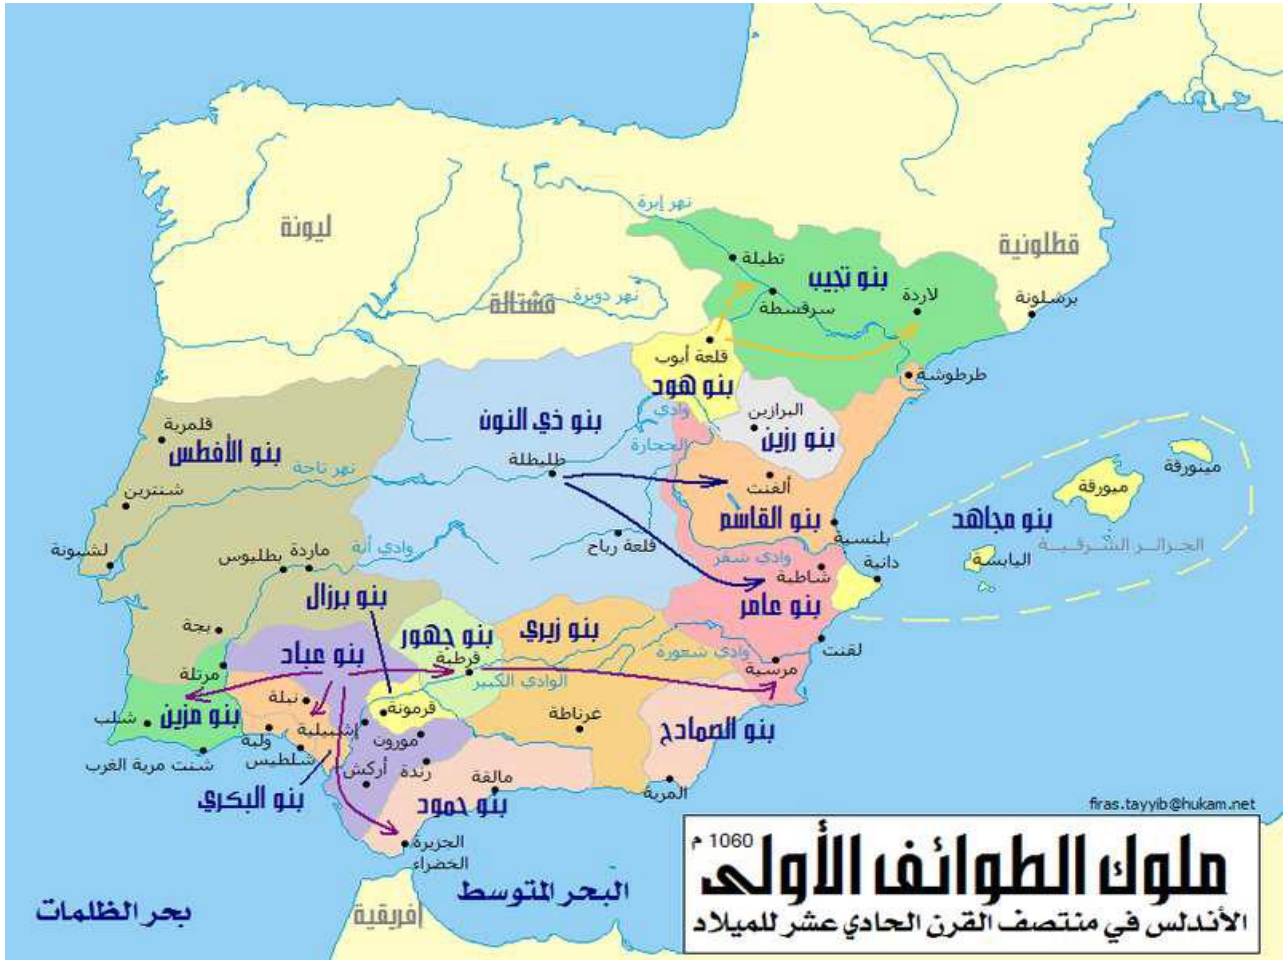 نهر إبرة
ليونة
قطلونية
تطيلة
بنو تجيب
لاردة
برشلونة
نهر دويرة
قشتالة
سرقسطة
قلعة أيوب
طرطوشة
بنو هود
البرازين
وادي
الحجارة
بنو ذي النون
بنو رزين
قلمرية
بنو الأفطس
طليطلة
نهر تاجة
ألفنت
مينورقة
ميورقة
شنترين
بنو القاسم
بنو مجاهد
بلنسية
الجزائر الشرقية
لشبونة
بطليوس
ماردة
وادي أنة
قلعة رباح
وادي شقر
شاطبة
دانية
اليابسة
بنو برزال
بنو عامر
بجة
بنو جهور
بنو زيري
لقنت
وادي شعورة
مرسية
بنو عباد
قرطبة
الوادي الكبير
مرتلة
نبلة
قرمونة
شلب
بنو مزين
غرناطة
بنو الصمادح
ولبة
إشبيلية
مورون
شنت مرية الغرب
شلطيس
أركش
رندة
مالقة
المرية
بنو البكري
بنو حمود
firas.tayyib@hukam.net
الجزيرة
الخضراء
1060 م
ملوك الطوائف الأولى
الأندلس في منتصف القرن الحادي عشر للميلاد
البحر المتوسط
بحر الظلمات
إفريقية